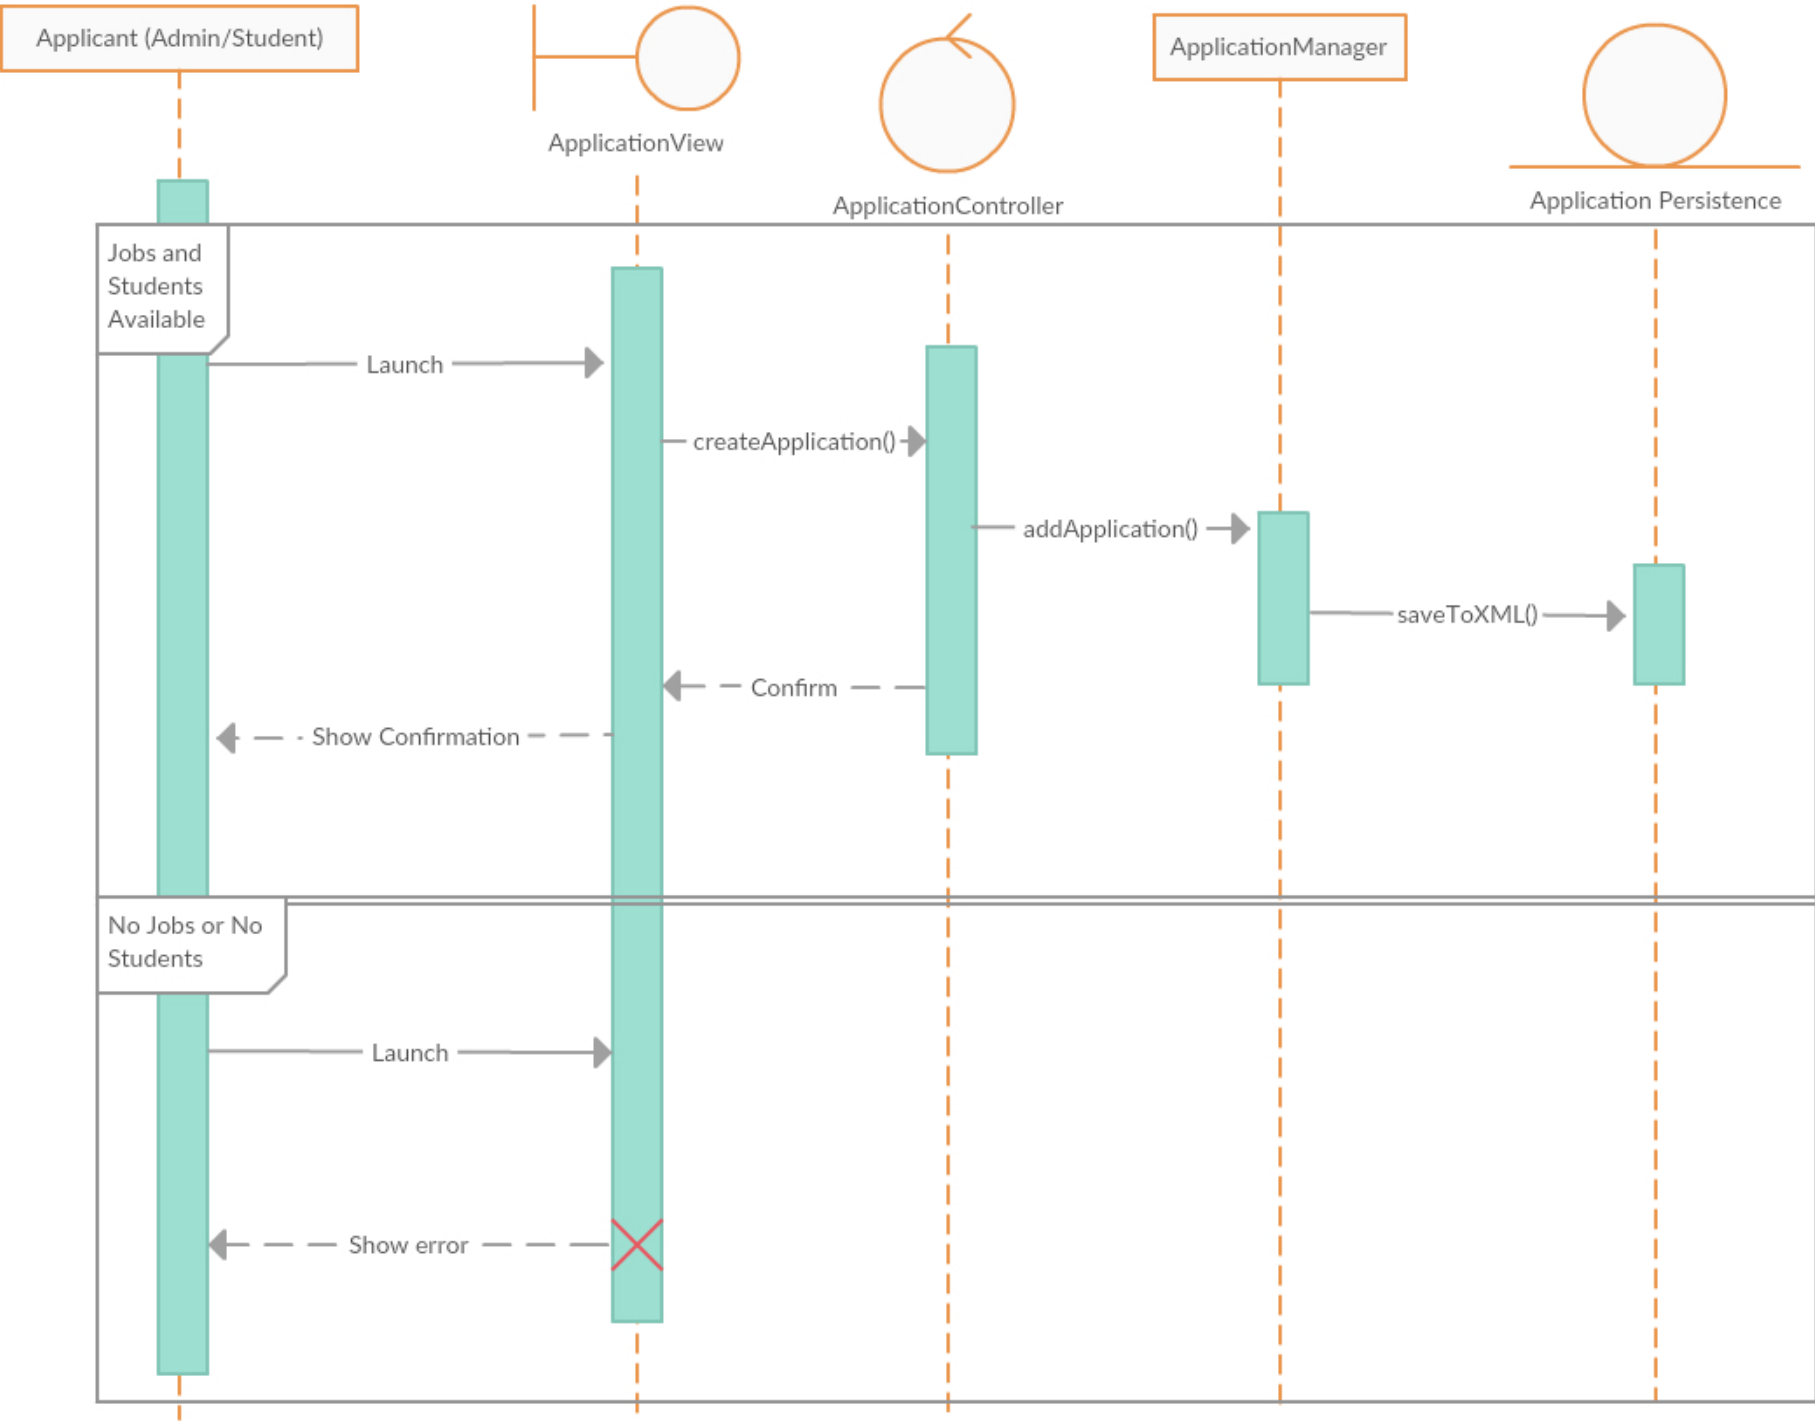 Applicant (Admin/Student)
ApplicationManager
ApplicationView
ApplicationController
Application Persistence
Jobs and
Students
Available
Launch
createApplication()
addApplication()
saveToXML()
Confirm
Show Confirmation
No Jobs or No
Students
Launch
Show error